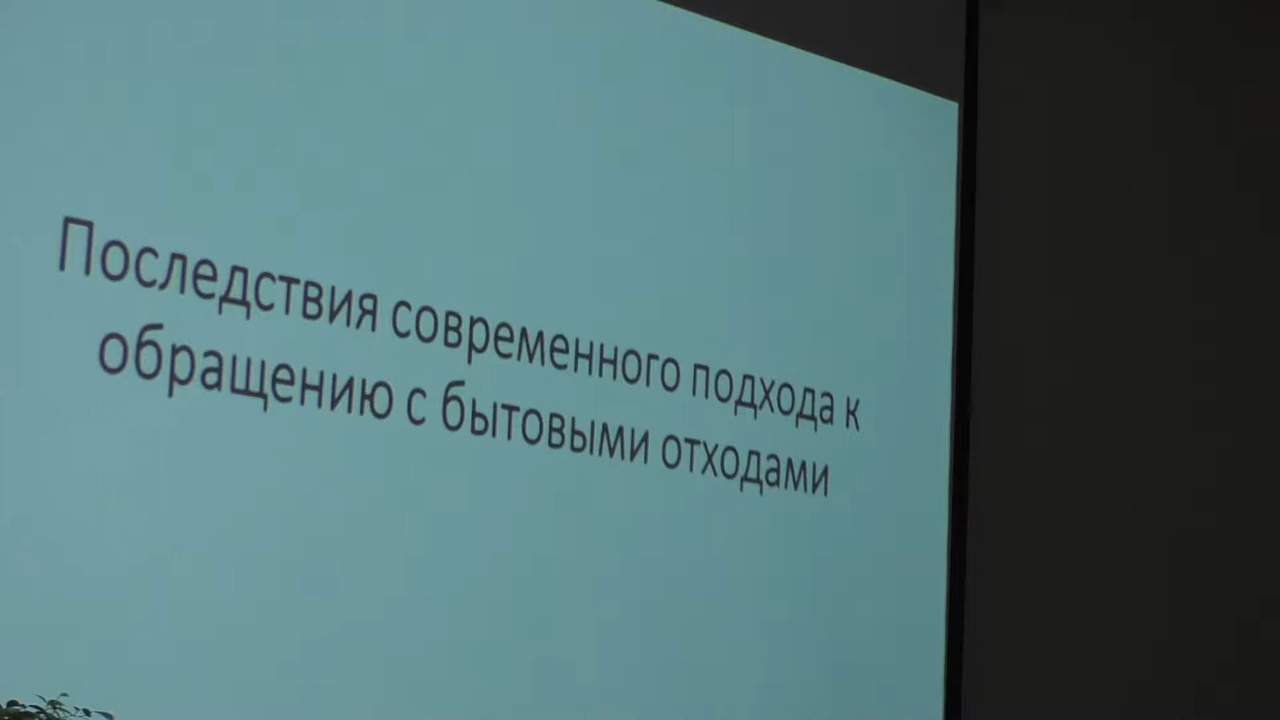 Последствия современного подхода к
обращению с бытовыми отходами